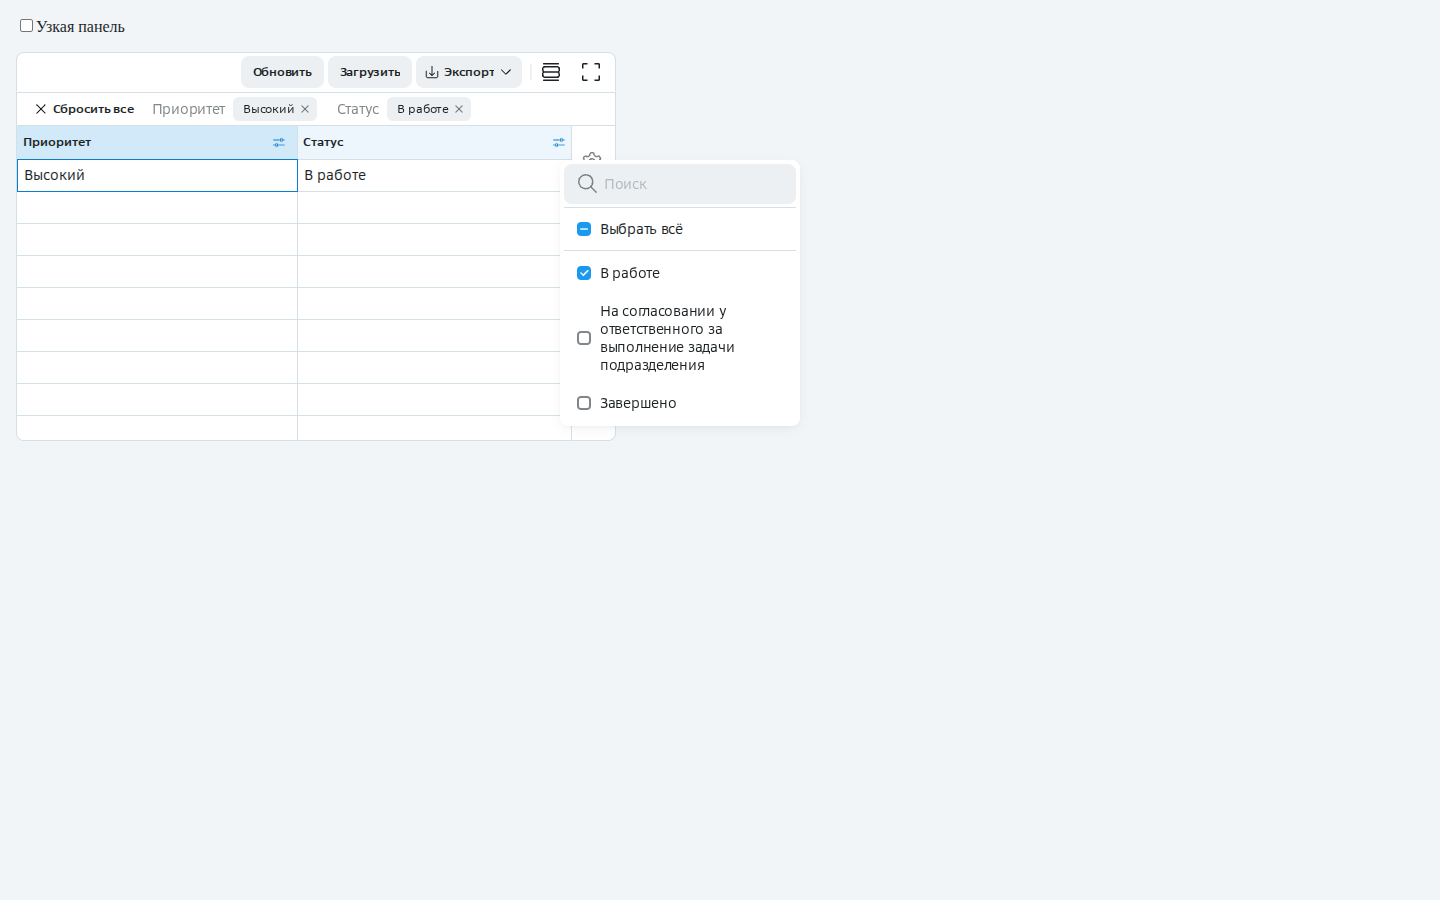 Узкая панель
Обновить Загрузить Экспорт
Сбросить все Приоритет Высокий Статус В работе
Приоритет Статус
Высокий В работе
Поиск
Выбрать всё
В работе
На согласовании у
ответственного за
выполнение задачи
подразделения
Завершено